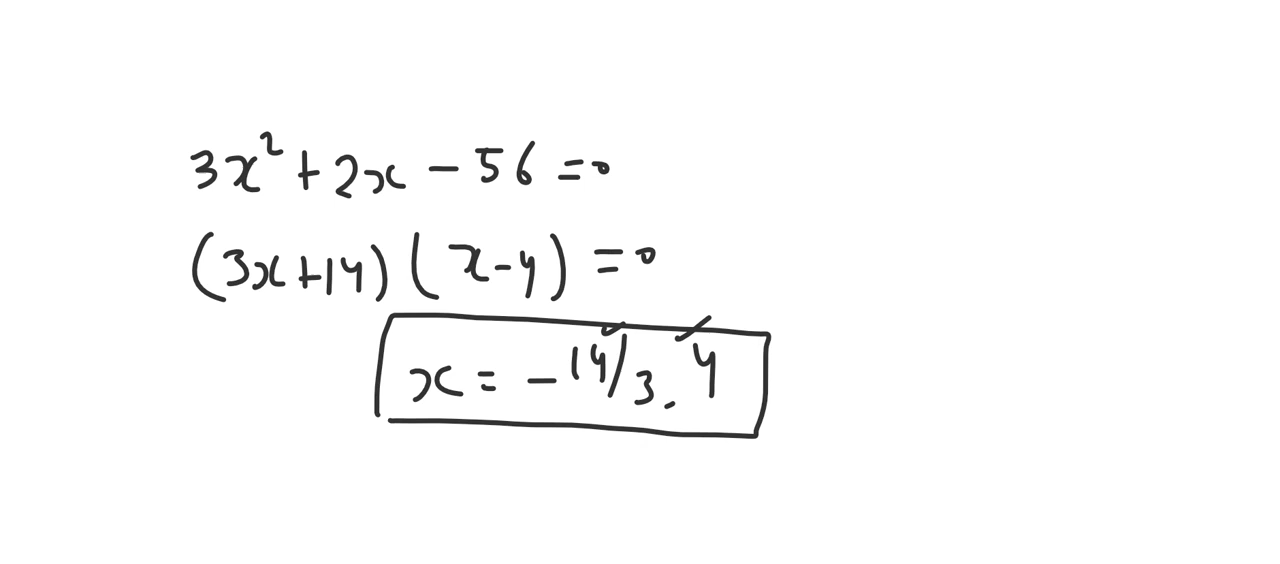 3x² + 2x - 56 = 0
(3x+14)(x-4) = 0
x = -14/3, 4